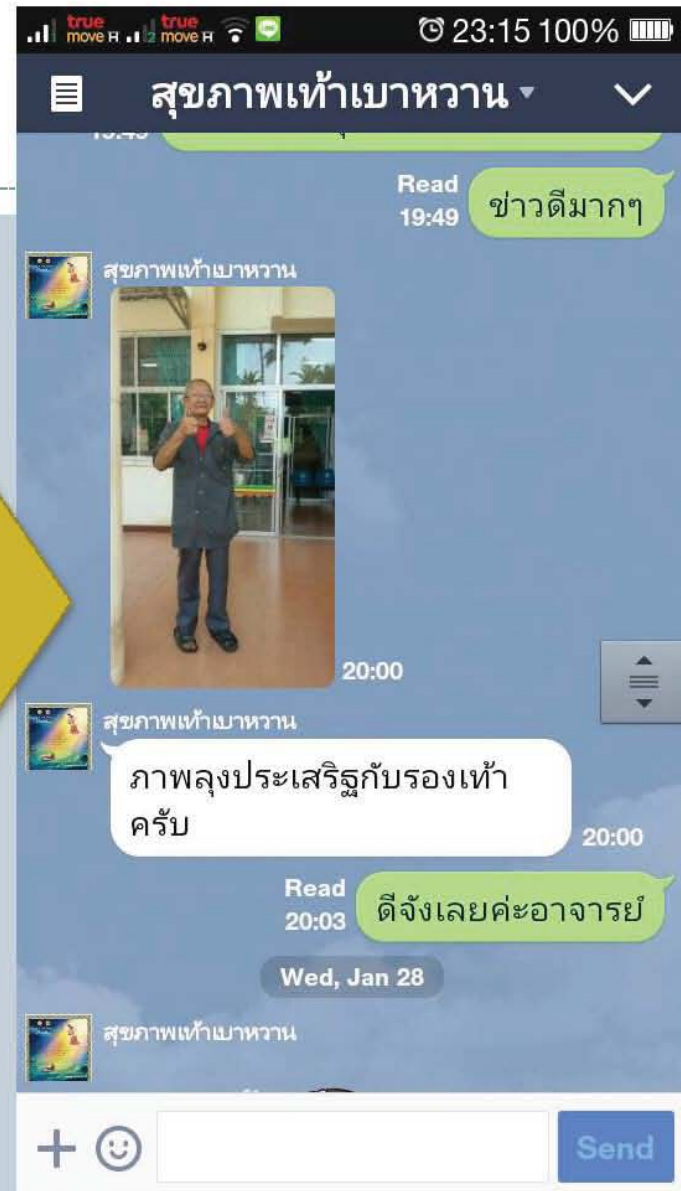 true
move H
2
true
move H
23:15 100%
สุขภาพเท้าเบาหวาน
Read
19:49
ข่าวดีมากๆ
สุขภาพเท้าเบาหวาน
20:00
สุขภาพเท้าเบาหวาน
ภาพลุงประเสริฐกับรองเท้า
ครับ
20:00
Read
20:03
ดีจังเลยค่ะอาจารย์
Wed, Jan 28
สุขภาพเท้าเบาหวาน
Send